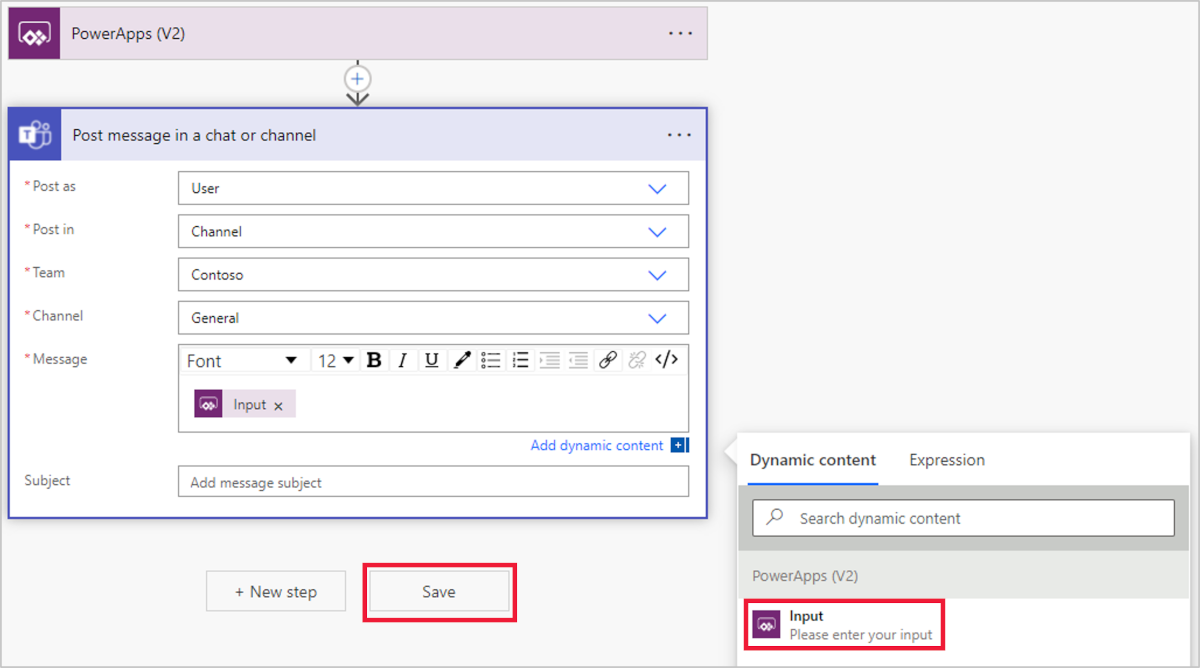 PowerApps (V2)
Post message in a chat or channel
* Post as
User
* Post in
Channel
* Team
Contoso
* Channel
General
* Message
Font 12 B I U </>
Input ×
Add dynamic content
Subject
Add message subject
+ New step
Save
Dynamic content Expression
Search dynamic content
PowerApps (V2)
Input
Please enter your input